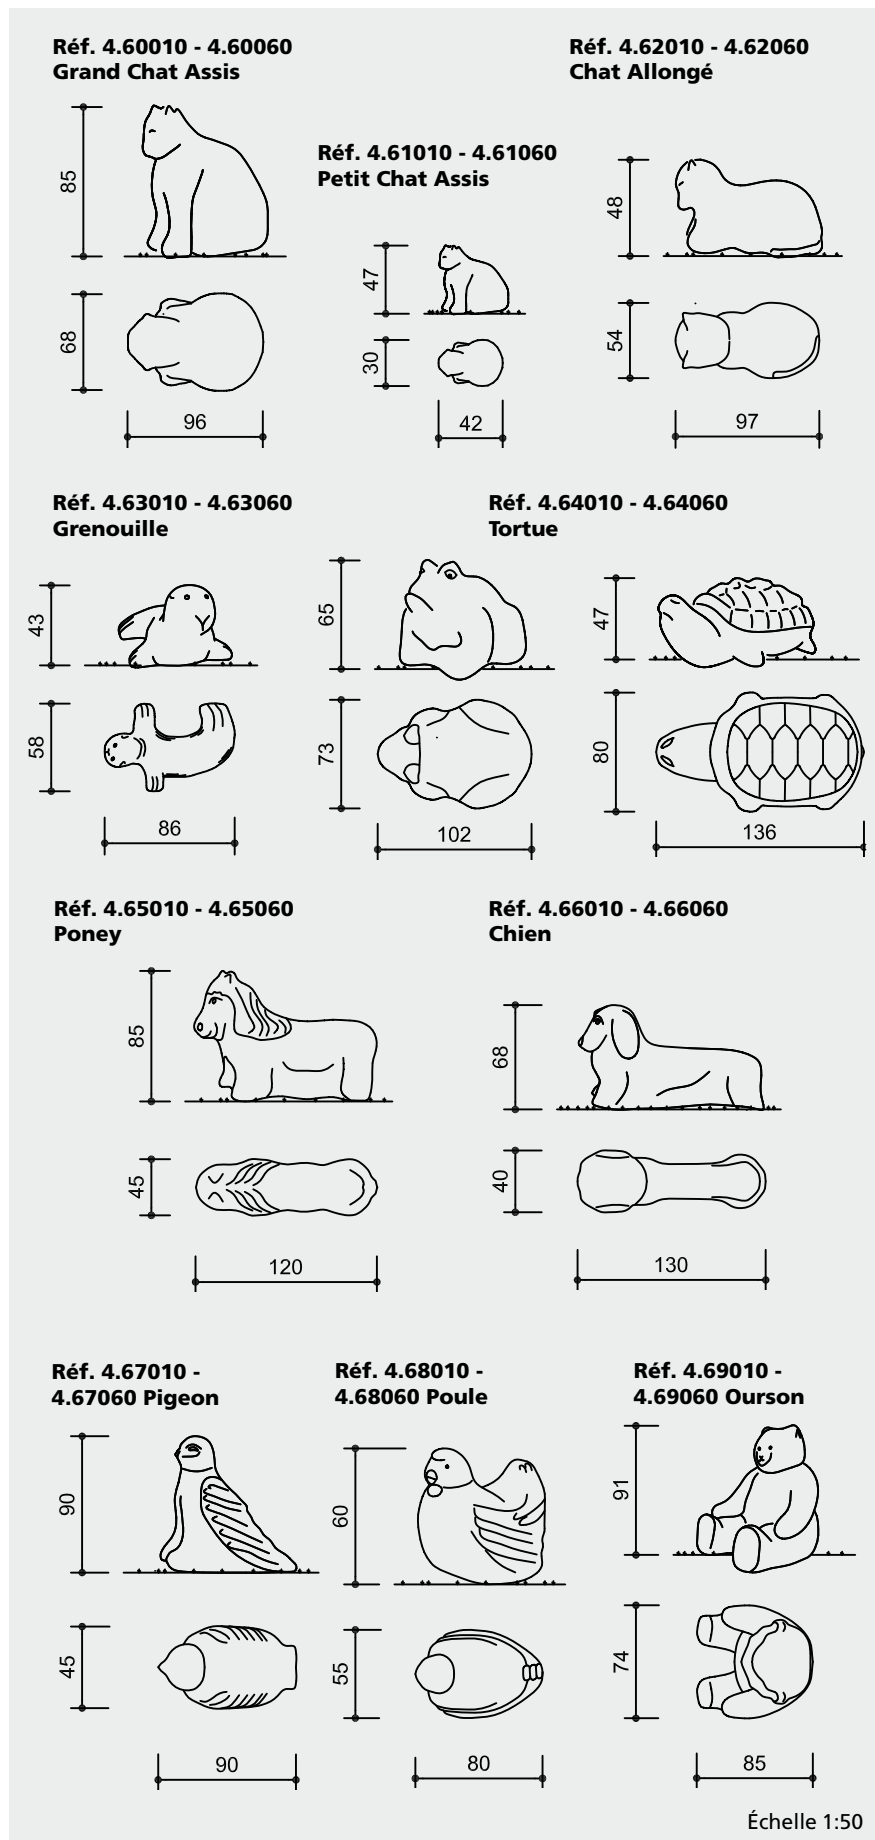 Réf. 4.60010 - 4.60060
Grand Chat Assis
85
68
96
Réf. 4.61010 - 4.61060
Petit Chat Assis
47
30
42
Réf. 4.62010 - 4.62060
Chat Allongé
48
54
97
Réf. 4.63010 - 4.63060
Grenouille
43
58
86
65
73
102
Réf. 4.64010 - 4.64060
Tortue
47
80
136
Réf. 4.65010 - 4.65060
Poney
85
45
120
Réf. 4.66010 - 4.66060
Chien
68
40
130
Réf. 4.67010 -
4.67060 Pigeon
90
45
90
Réf. 4.68010 -
4.68060 Poule
60
55
80
Réf. 4.69010 -
4.69060 Ourson
91
74
85
Échelle 1:50